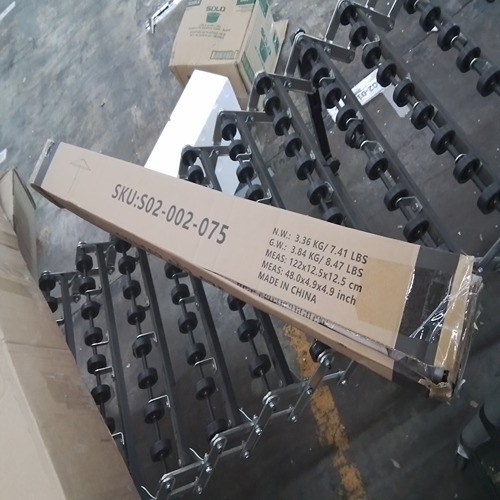 SOLO
SKU:S02-002-075
N.W.: 3.36 KG/ 7.41 LBS
G.W.: 3.84 KG/ 8.47 LBS
MEAS: 122x12.5x12.5 cm
MEAS: 48.0x4.9x4.9 inch
MADE IN CHINA